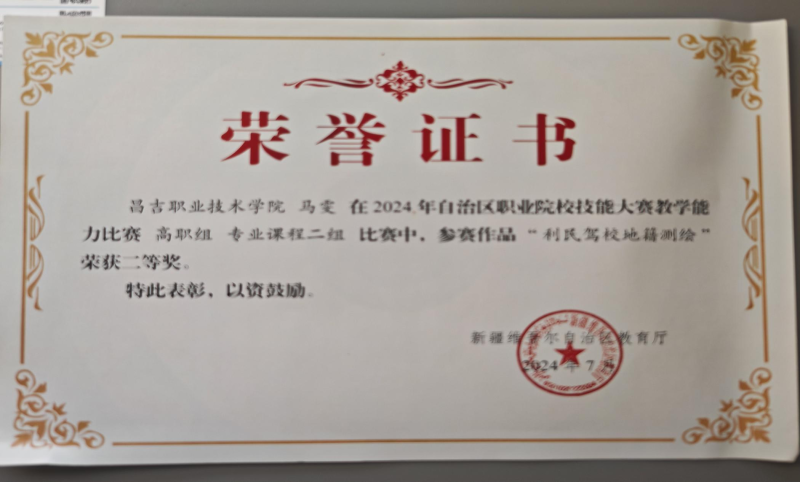 荣誉证书
昌吉职业技术学院 马雯 在2024年自治区职业院校技能大赛教学能
力比赛 高职组 专业课程二组 比赛中，参赛作品“利民驾校地籍测绘”
荣获二等奖。
特此表彰，以资鼓励。
新疆维吾尔自治区教育厅
2024年7月